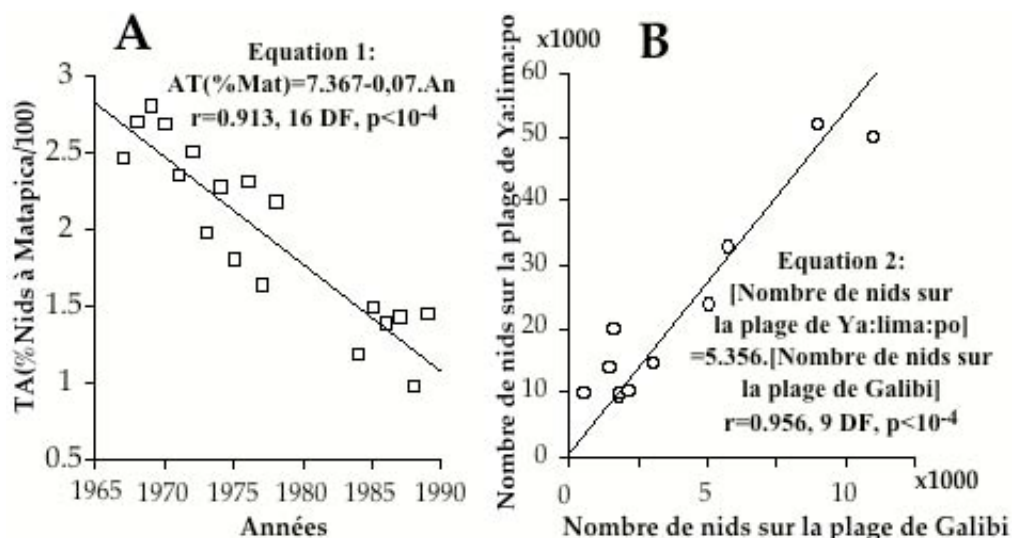 A
Equation 1:
AT(%Mat)=7.367-0,07.An
r=0.913, 16 DF, p<10-4
TA(%Nids à Matapica/100)
3
2.5
2
1.5
1
0.5
1965 1970 1975 1980 1985 1990
Années
B
x1000
Nombre de nids sur la plage de Ya:lima:po
60
50
40
30
20
10
0
Equation 2:
[Nombre de nids sur
la plage de Ya:lima:po]
=5.356.[Nombre de nids sur
la plage de Galibi]
r=0.956, 9 DF, p<10-4
0 5 10 x1000
Nombre de nids sur la plage de Galibi